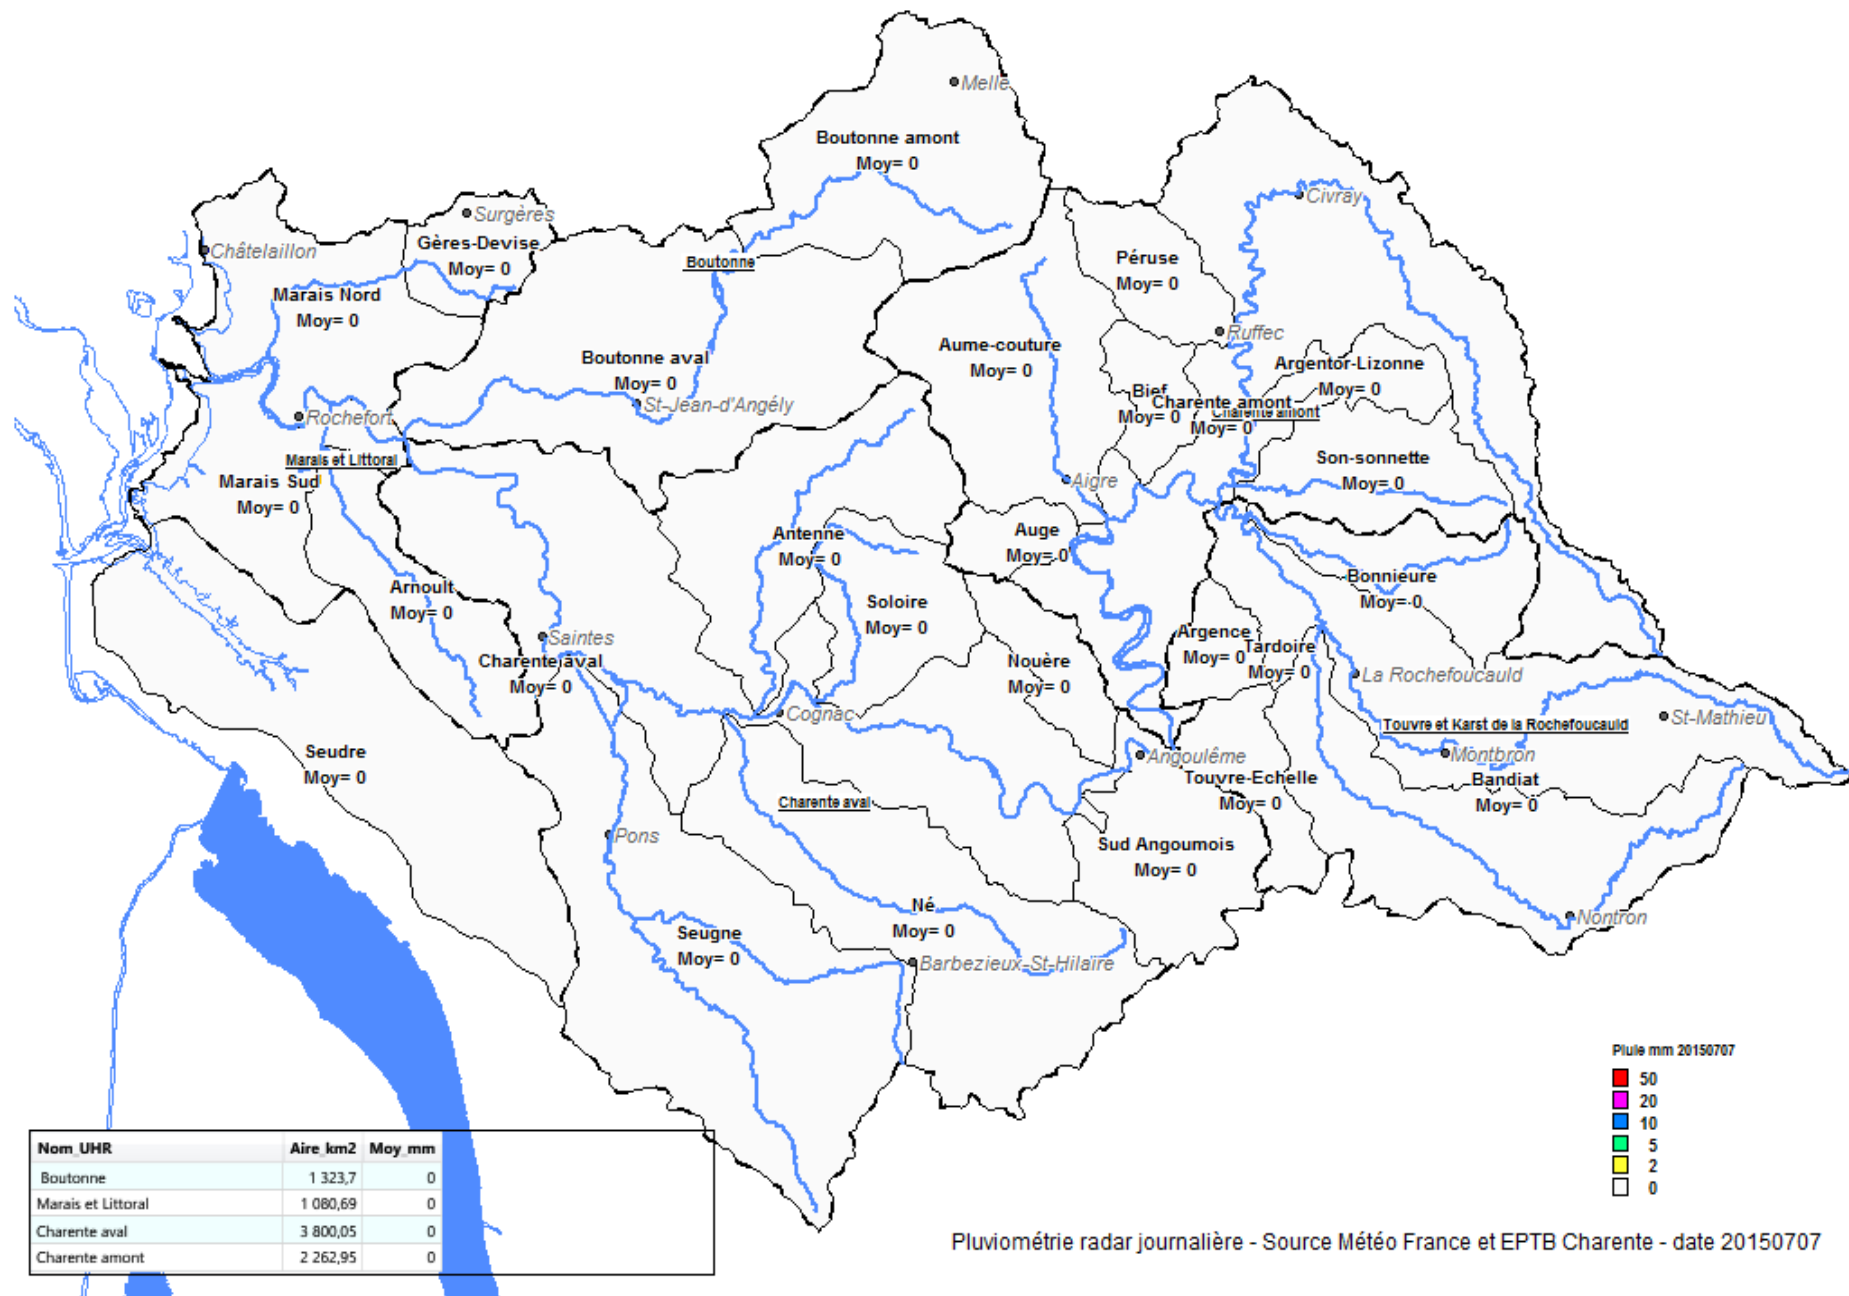 Melle
Boutonne amont
Moy= 0
Civray
Surgères
Châtelaillon
Gères-Devise
Moy= 0
Boutonne
Péruse
Moy= 0
Marais Nord
Moy= 0
Ruffec
Aume-couture
Moy= 0
Boutonne aval
Moy= 0
Argentor-Lizonne
Moy= 0
Bief
Moy= 0
Charente amont
Moy= 0
Charente amont
St-Jean-d'Angély
Rochefort
Marais et Littoral
Marais Sud
Moy= 0
Son-sonnette
Moy= 0
Aigre
Antenne
Moy= 0
Auge
Moy= 0
Arnoult
Moy= 0
Bonnieure
Moy= 0
Soloire
Moy= 0
Saintes
Charente aval
Moy= 0
Argence
Moy= 0
Tardoire
Moy= 0
Nouère
Moy= 0
La Rochefoucauld
Cognac
St-Mathieu
Touvre et Karst de la Rochefoucauld
Seudre
Moy= 0
Angoulême
Montbron
Touvre-Echelle
Moy= 0
Bandiat
Moy= 0
Charente aval
Pons
Sud Angoumois
Moy= 0
Né
Moy= 0
Nontron
Seugne
Moy= 0
Barbezieux-St-Hilaire
Pluie mm 20150707
50
20
10
5
2
0
Nom_UHR Aire_km2 Moy_mm
Boutonne 1 323,7 0
Marais et Littoral 1 080,69 0
Charente aval 3 800,05 0
Charente amont 2 262,95 0
Pluviométrie radar journalière - Source Météo France et EPTB Charente - date 20150707